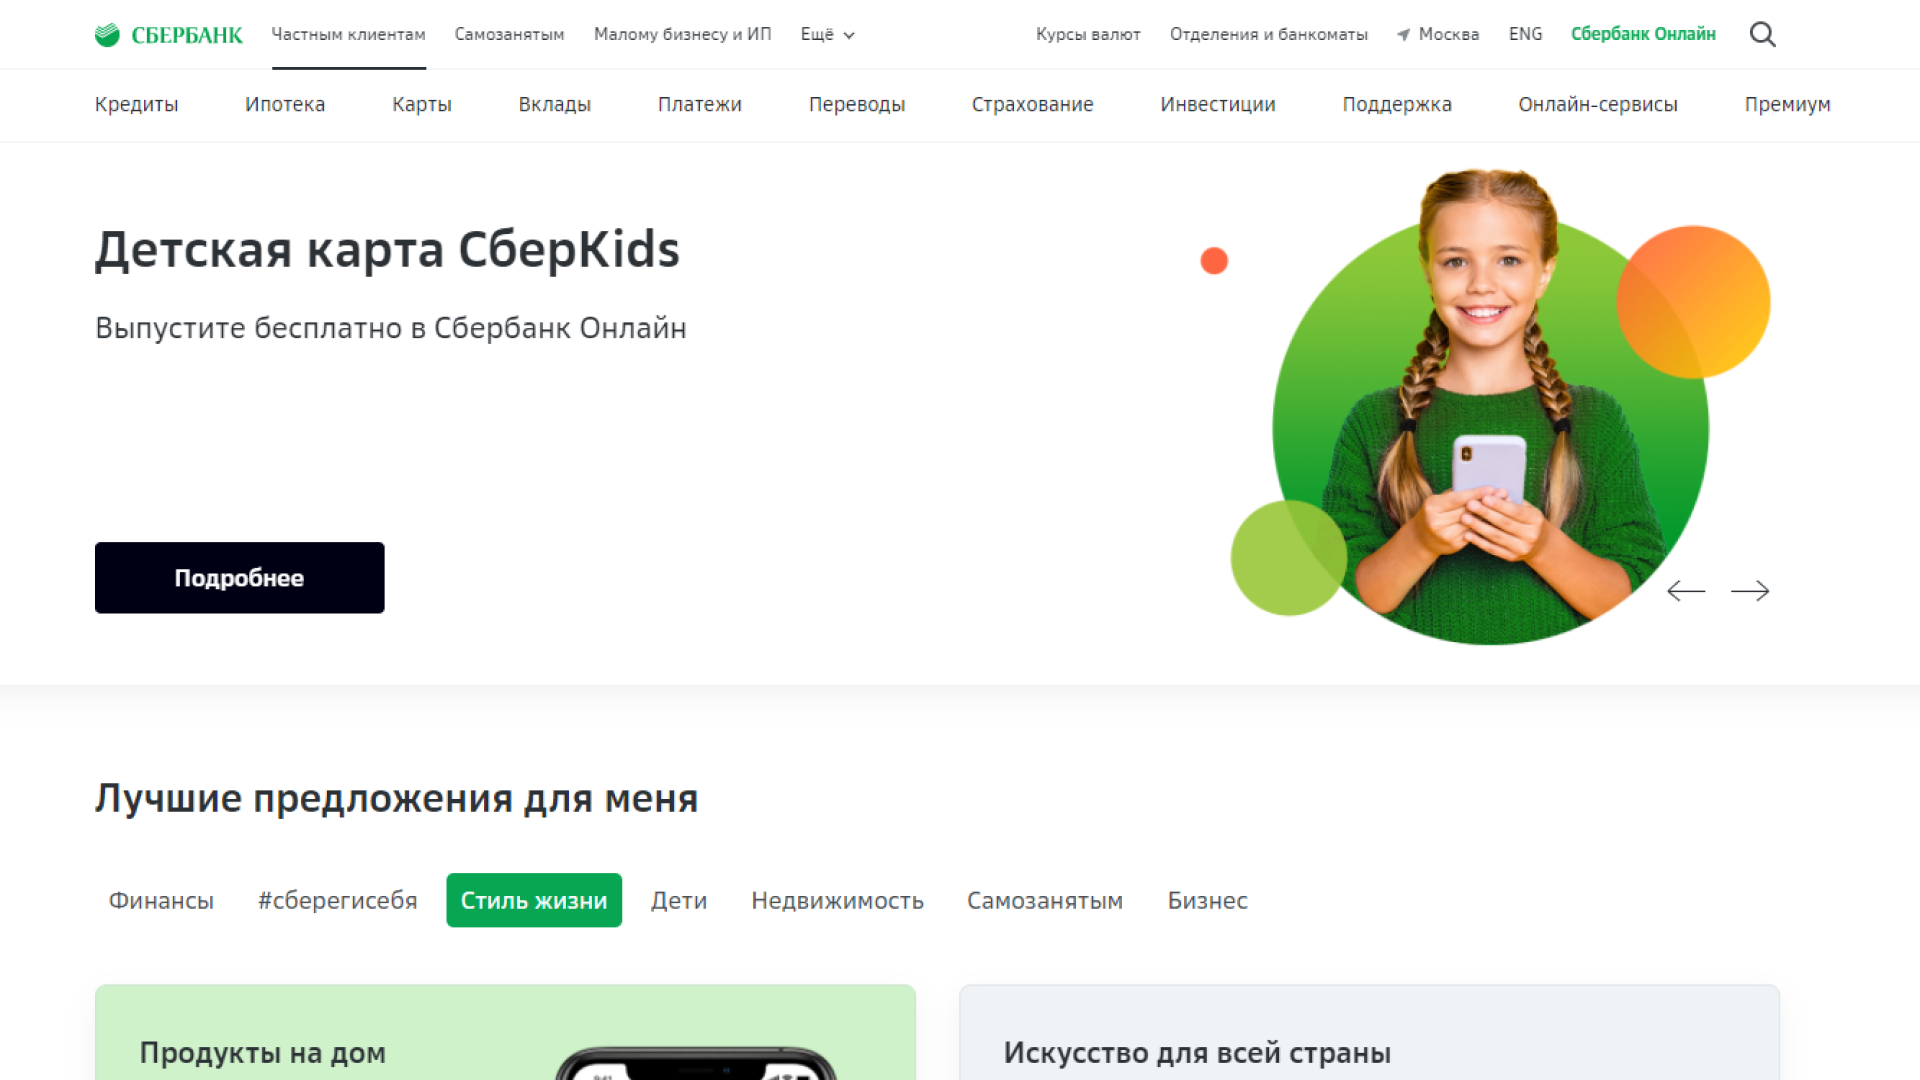 СБЕРБАНК Частным клиентам Самозанятым Малому бизнесу и ИП Ещё Курсы валют Отделения и банкоматы Москва ENG Сбербанк Онлайн
Кредиты Ипотека Карты Вклады Платежи Переводы Страхование Инвестиции Поддержка Онлайн-сервисы Премиум
Детская карта СберKids
Выпустите бесплатно в Сбербанк Онлайн
Подробнее
Лучшие предложения для меня
Финансы #сберегисебя Стиль жизни Дети Недвижимость Самозанятым Бизнес
Продукты на дом
Искусство для всей страны